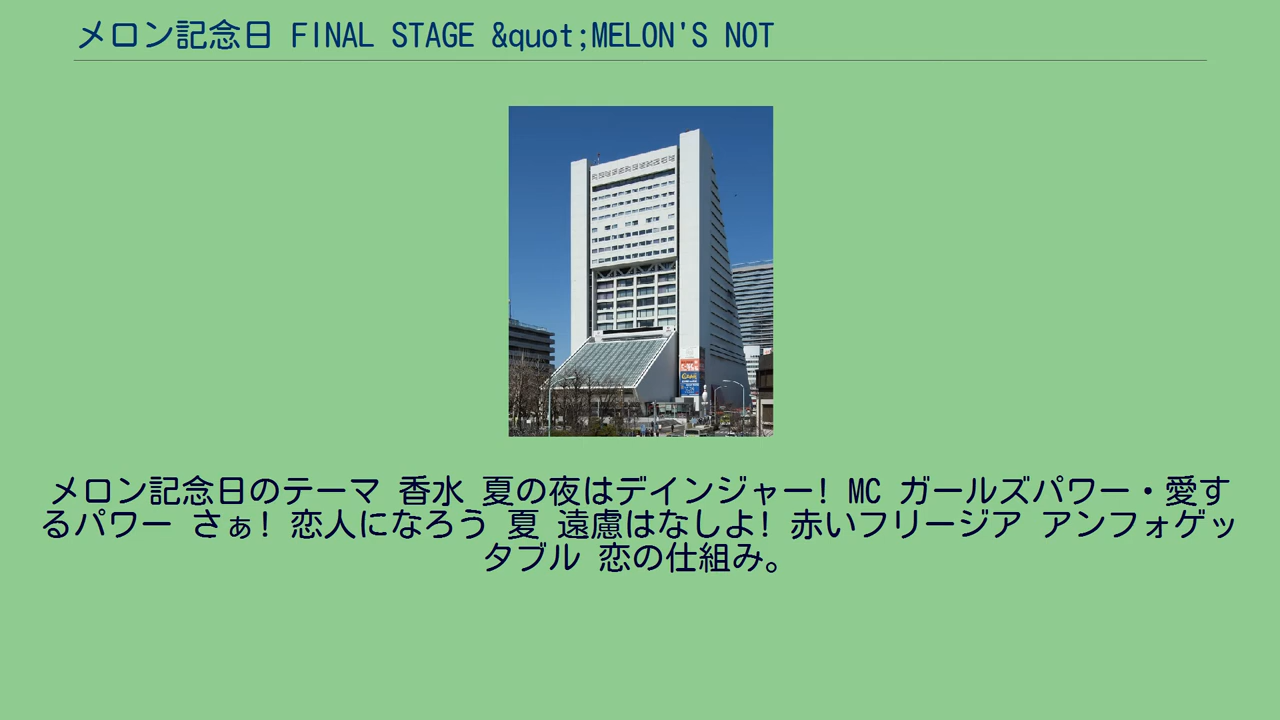 メロン記念日 FINAL STAGE &quot;MELON'S NOT
メロン記念日のテーマ 香水 夏の夜はデインジャー! MC ガールズパワー・愛す
るパワー さぁ! 恋人になろう 夏 遠慮はなしよ! 赤いフリージア アンフォゲッ
タブル 恋の仕組み。